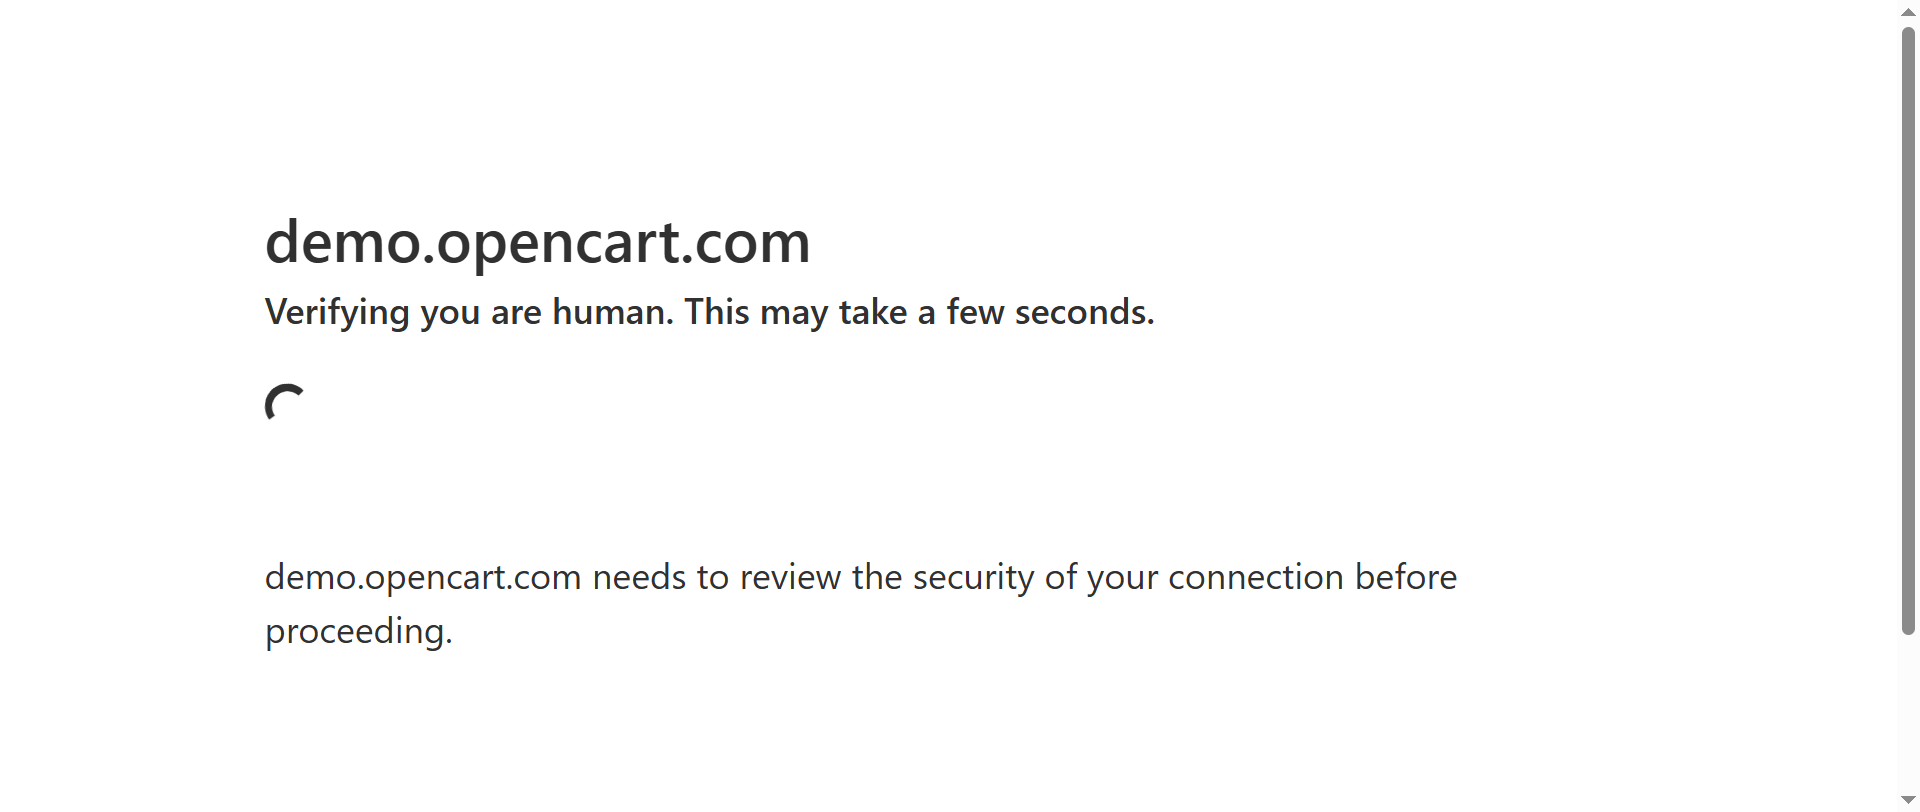 demo.opencart.com
Verifying you are human. This may take a few seconds.
demo.opencart.com needs to review the security of your connection before
proceeding.